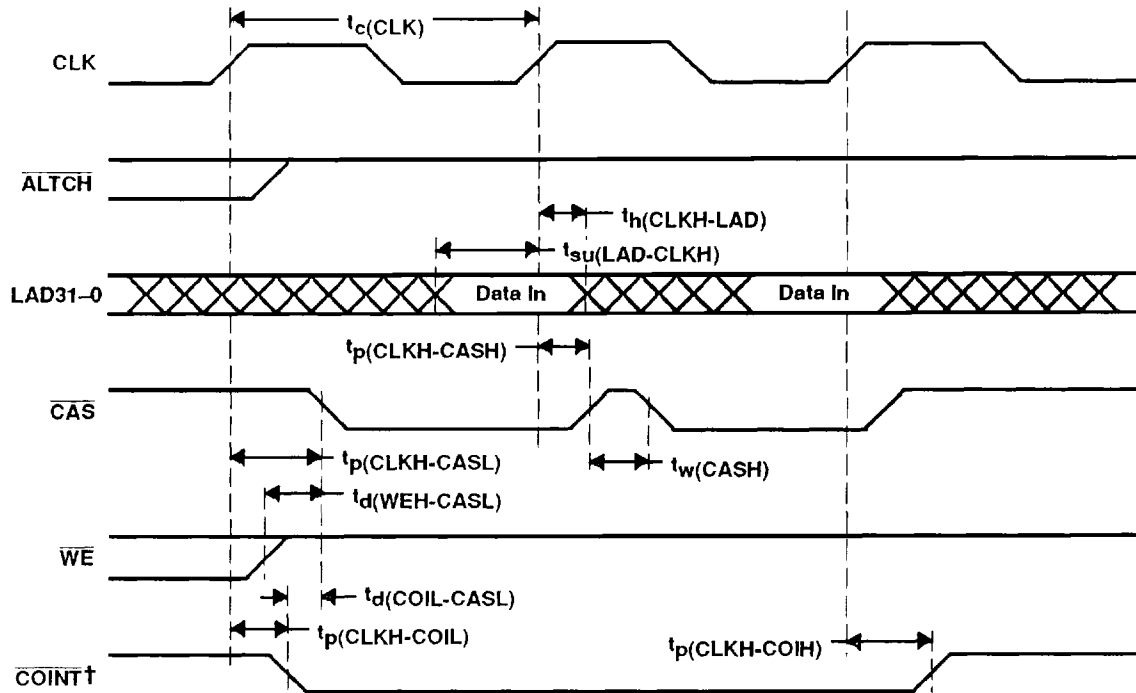 tc(CLK)
CLK
ALTCH
th(CLKH-LAD)
tsu(LAD-CLKH)
LAD31–0
Data In
Data In
tp(CLKH-CASH)
CAS
tp(CLKH-CASL)
tw(CASH)
td(WEH-CASL)
WE
td(COIL-CASL)
tp(CLKH-COIL)
tp(CLKH-COIH)
COINT†